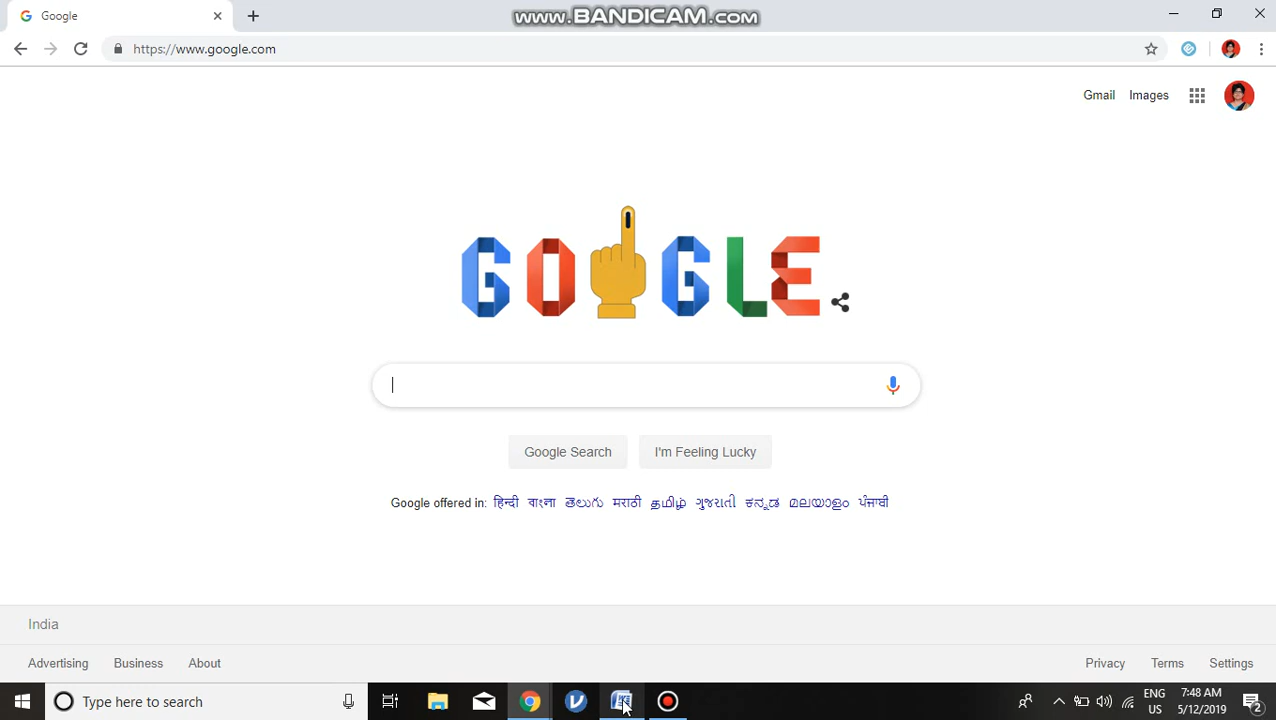 Google
www.BANDICAM.com
https://www.google.com
Gmail Images
GOGLE
Google Search I'm Feeling Lucky
Google offered in: हिन्दी বাংলা తెలుగు मराठी தமிழ் ગુજરાતી ಕನ್ನಡ മലയാളം ਪੰਜਾਬੀ
India
Advertising Business About Privacy Terms Settings
Type here to search
ENG 7:48 AM
US 5/12/2019
2